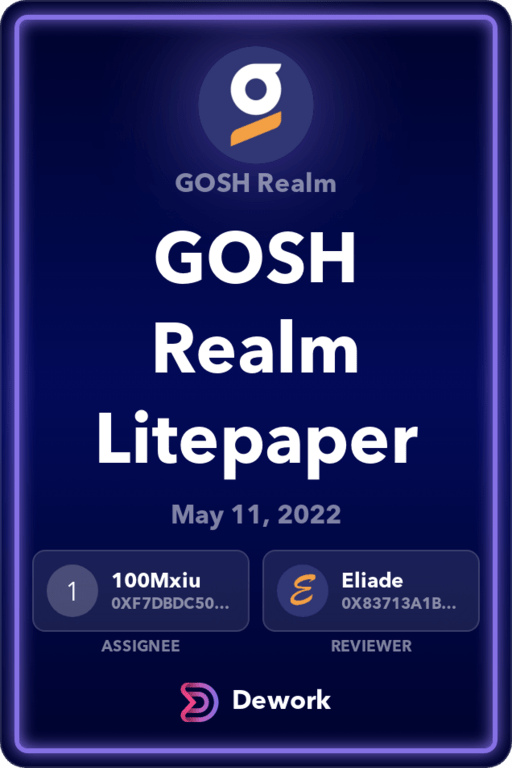 GOSH Realm
GOSH
Realm
Litepaper
May 11, 2022
1 100Mxiu
0XF7DBDC50...
ASSIGNEE
E Eliade
0X83713A1B...
REVIEWER
Dework